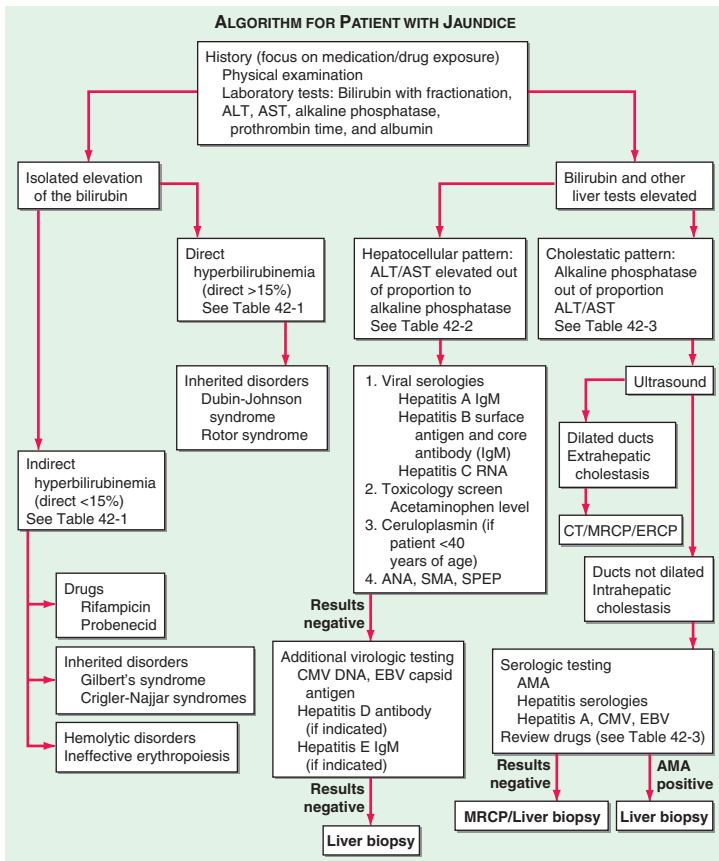 ALGORITHM FOR PATIENT WITH JAUNDICE
History (focus on medication/drug exposure)
Physical examination
Laboratory tests: Bilirubin with fractionation,
ALT, AST, alkaline phosphatase,
prothrombin time, and albumin
Isolated elevation
of the bilirubin
Bilirubin and other
liver tests elevated
Direct
hyperbilirubinemia
(direct >15%)
See Table 42-1
Inherited disorders
Dubin-Johnson
syndrome
Rotor syndrome
Indirect
hyperbilirubinemia
(direct <15%)
See Table 42-1
Drugs
Rifampicin
Probenecid
Inherited disorders
Gilbert's syndrome
Crigler-Najjar syndromes
Hemolytic disorders
Ineffective erythropoiesis
Hepatocellular pattern:
ALT/AST elevated out
of proportion to
alkaline phosphatase
See Table 42-2
1. Viral serologies
Hepatitis A IgM
Hepatitis B surface
antigen and core
antibody (IgM)
Hepatitis C RNA
2. Toxicology screen
Acetaminophen level
3. Ceruloplasmin (if
patient <40
years of age)
4. ANA, SMA, SPEP
Results
negative
Additional virologic testing
CMV DNA, EBV capsid
antigen
Hepatitis D antibody
(if indicated)
Hepatitis E IgM
(if indicated)
Results
negative
Liver biopsy
Cholestatic pattern:
Alkaline phosphatase
out of proportion
ALT/AST
See Table 42-3
Ultrasound
Dilated ducts
Extrahepatic
cholestasis
CT/MRCP/ERCP
Ducts not dilated
Intrahepatic
cholestasis
Serologic testing
AMA
Hepatitis serologies
Hepatitis A, CMV, EBV
Review drugs (see Table 42-3)
Results
negative
AMA
positive
MRCP/Liver biopsy
Liver biopsy